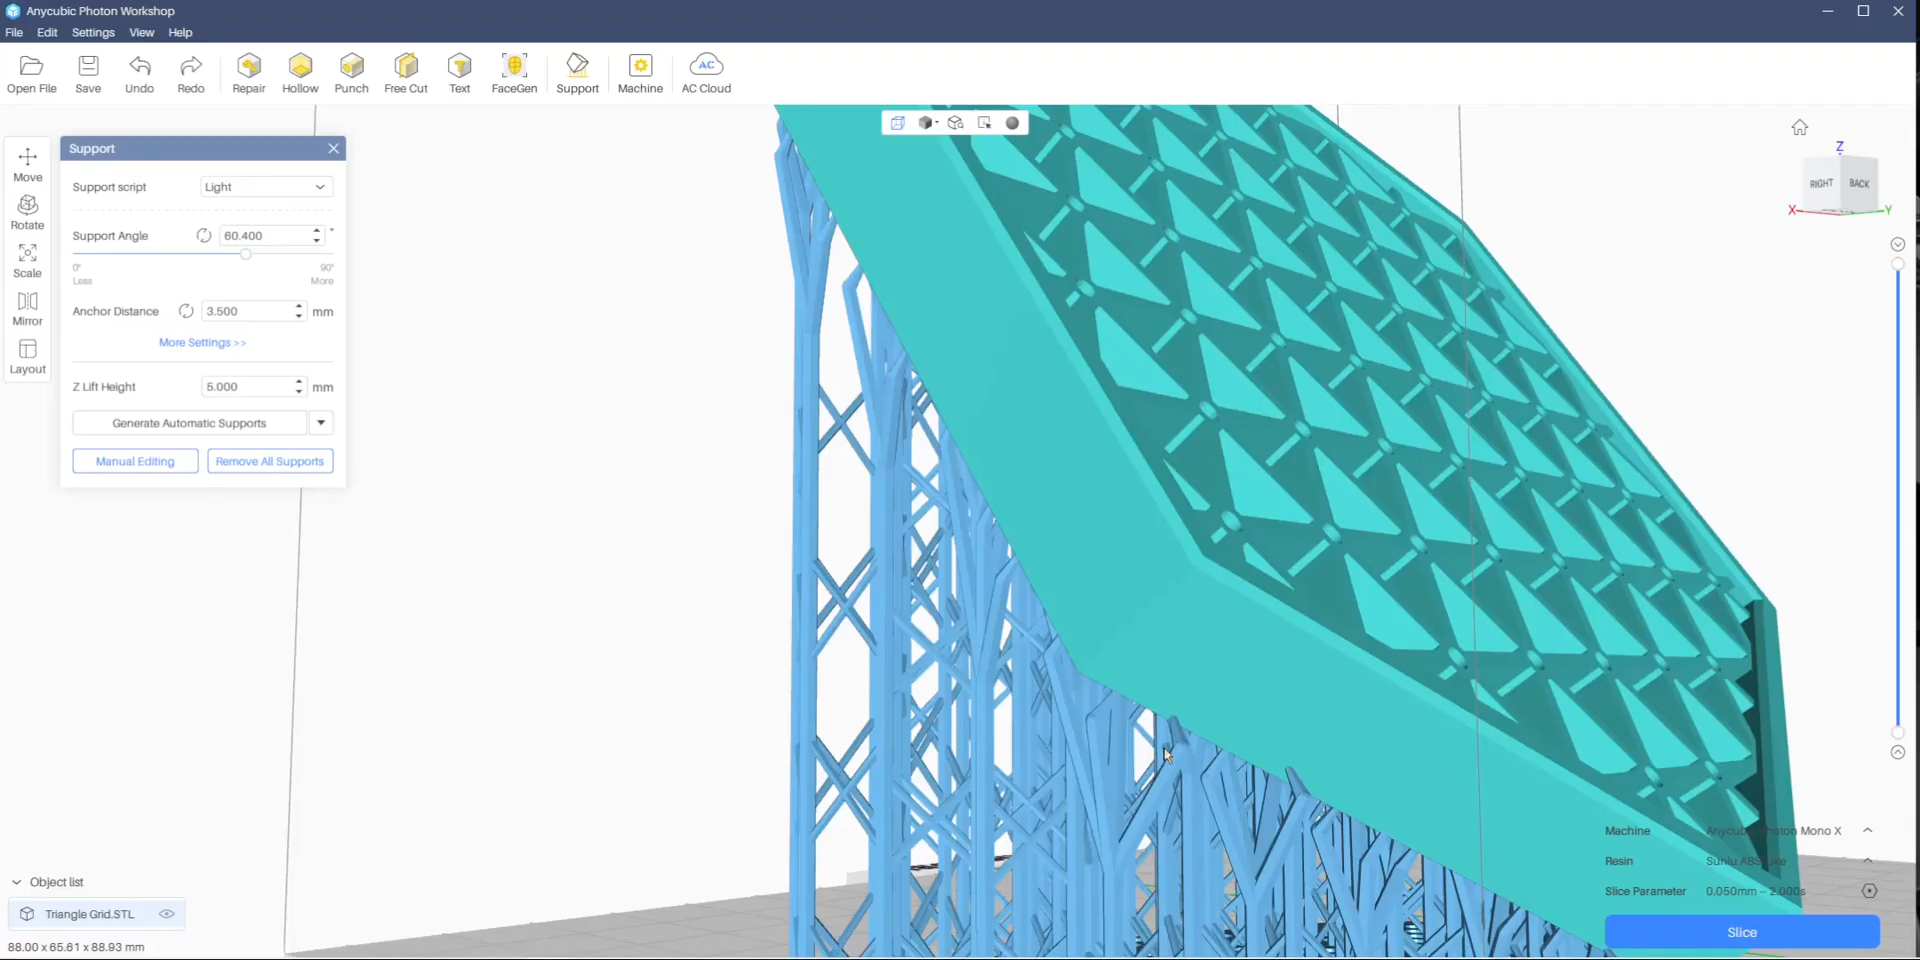 Anycubic Photon Workshop
File Edit Settings View Help
Open File Save Undo Redo Repair Hollow Punch Free Cut Text FaceGen Support Machine AC Cloud
AC
Move
Rotate
Scale
Mirror
Layout
Support
Support script Light
Support Angle 60.400 °
0° 90°
Less More
Anchor Distance 3.500 mm
More Settings >>
Z Lift Height 5.000 mm
Generate Automatic Supports
Manual Editing Remove All Supports
Z
RIGHT BACK
X Y
Machine Anycubic Photon Mono X
Resin Sunlu ABS
Slice Parameter 0.050mm – 2.000s
Slice
Object list
Triangle Grid.STL
88.00 x 65.61 x 88.93 mm